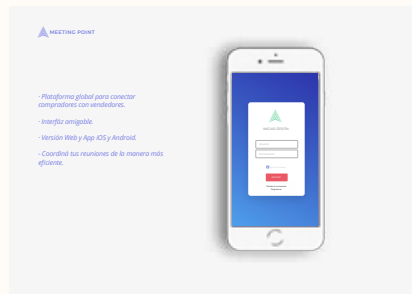 MEETING POINT
- Plataforma global para conectar
compradores con vendedores.
- Interfáz amigable.
- Versión Web y App iOS y Android.
- Coordiná tus reuniones de la manera más
eficiente.
INICIAR SESIÓN